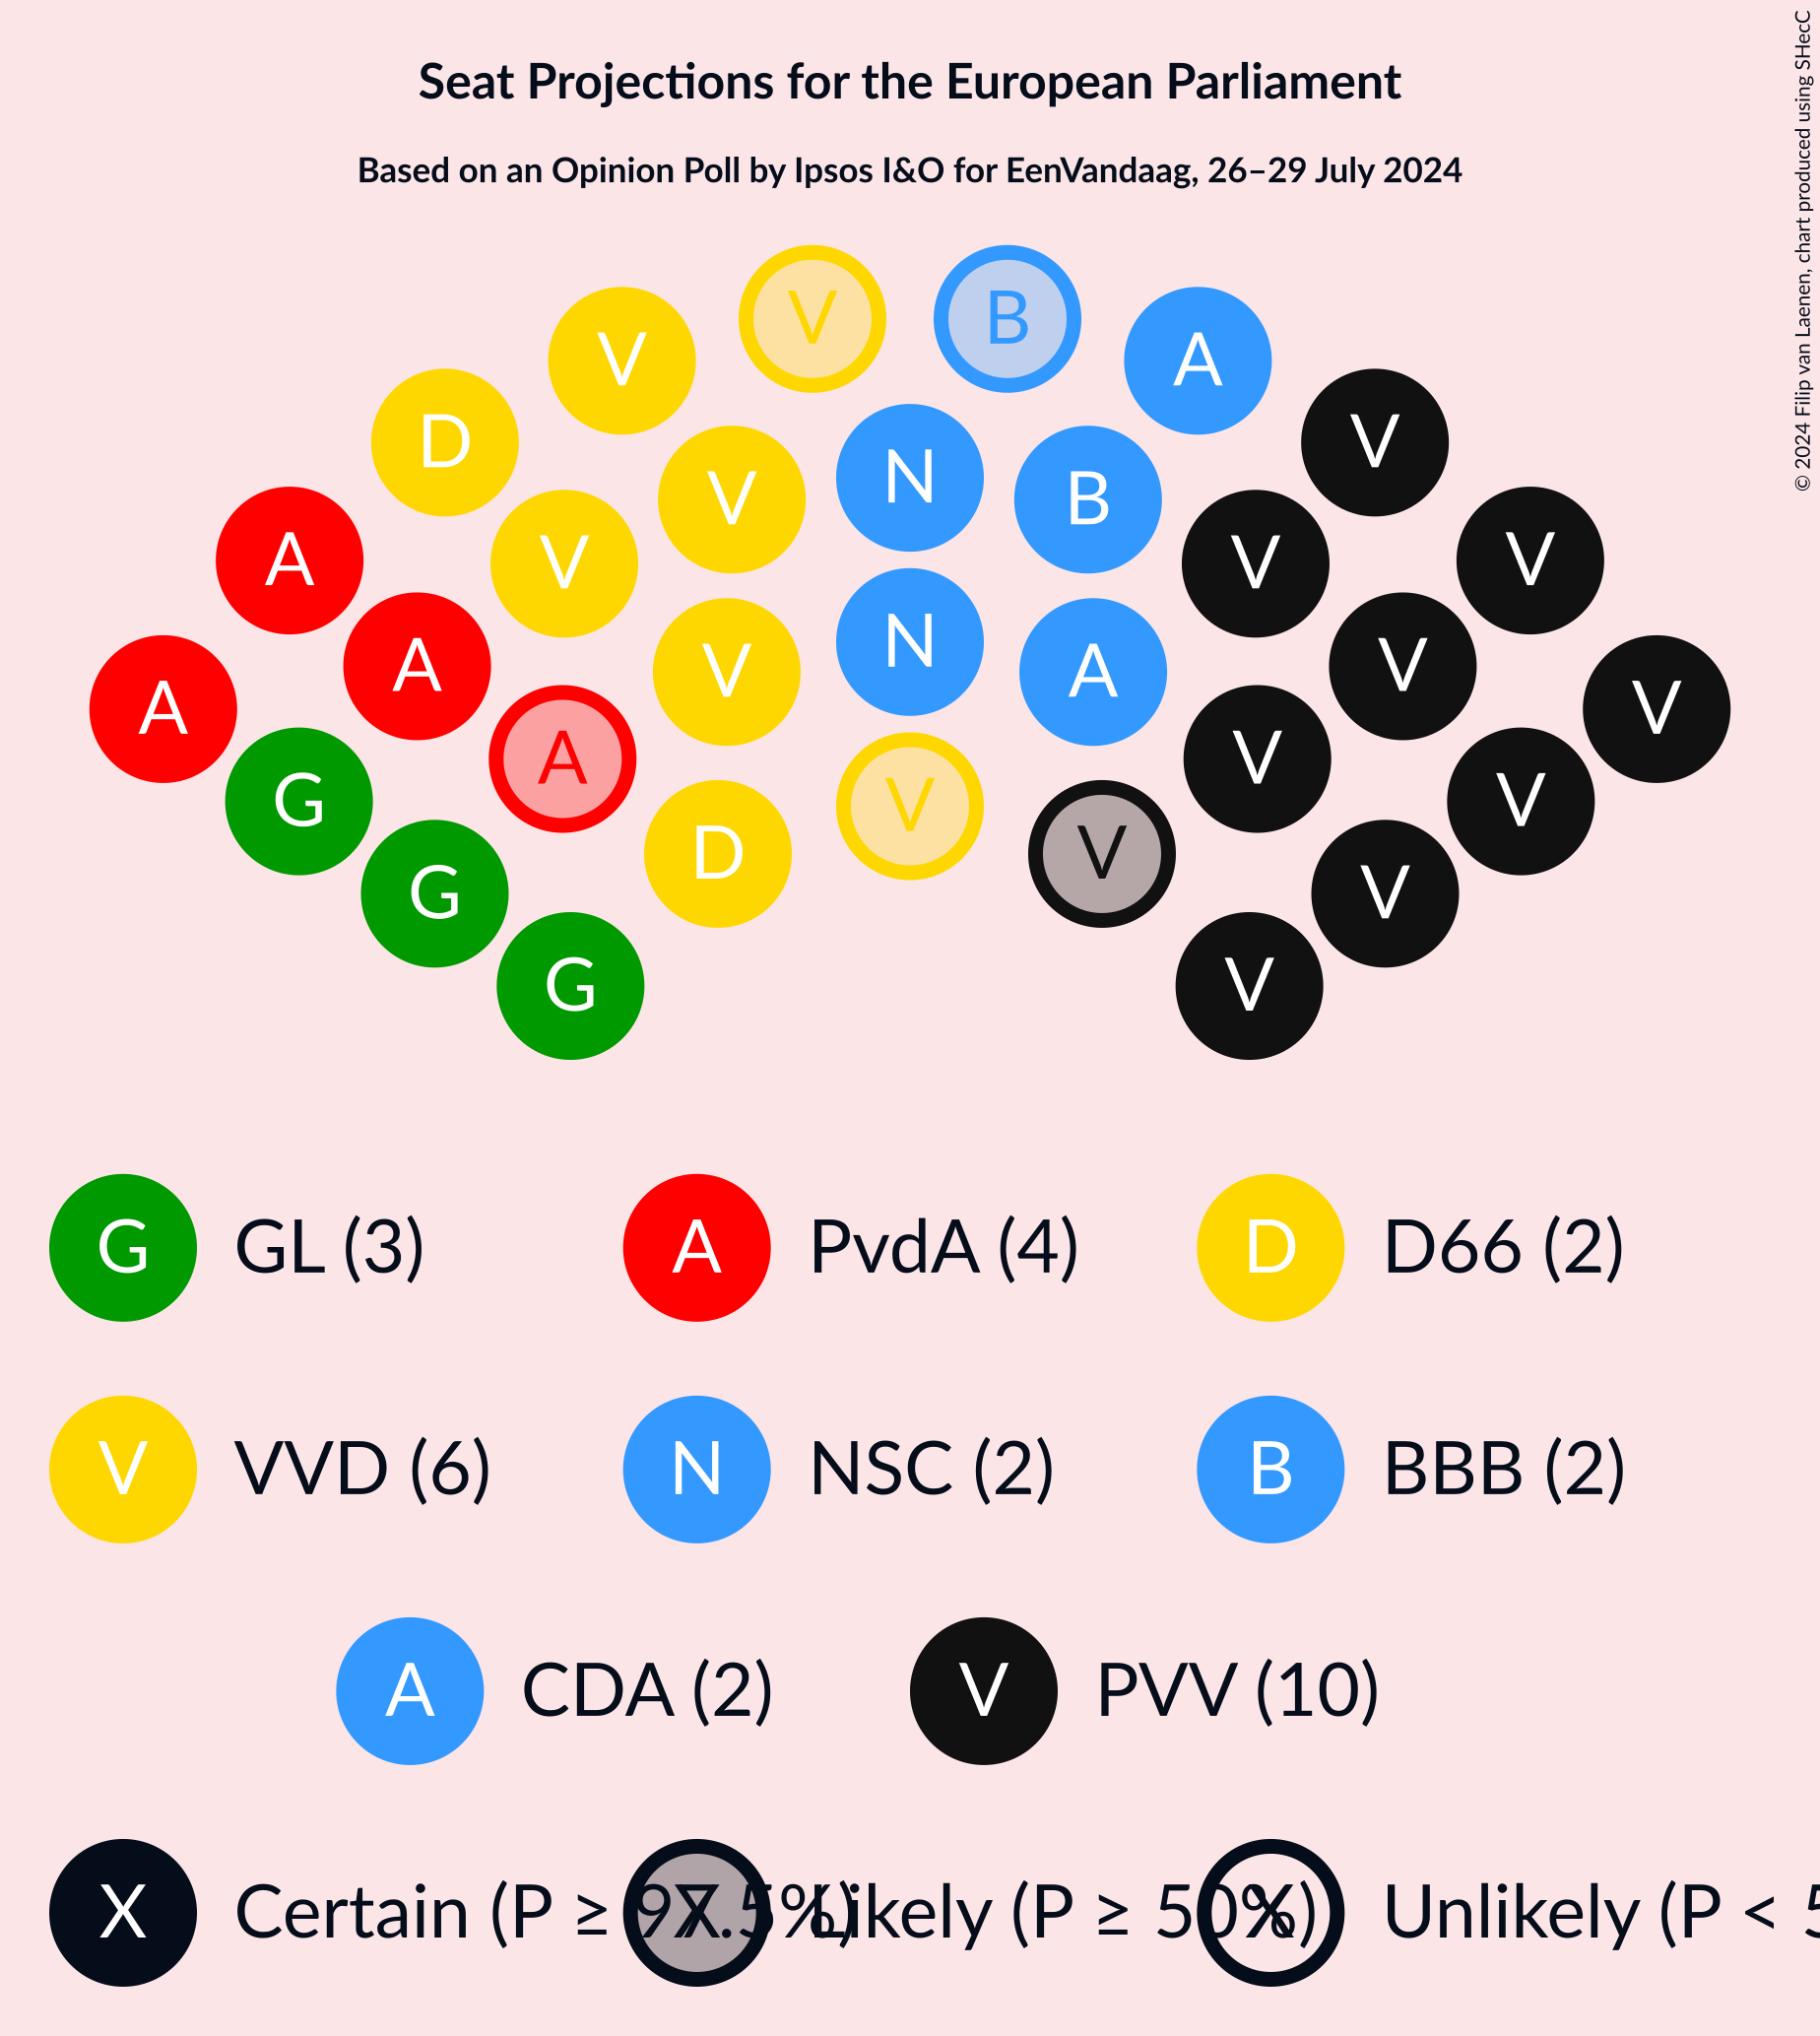 Seat Projections for the European Parliament
Based on an Opinion Poll by Ipsos I&O for EenVandaag, 26–29 July 2024
© 2024 Filip van Laenen, chart produced using SHecC
V B
V A
D V
V N B
A V V V V
N
A V A V
A V V
A V
G V V
D V
G V
G V
G GL (3) A PvdA (4) D D66 (2)
V VVD (6) N NSC (2) B BBB (2)
A CDA (2) V PVV (10)
X Certain (P ≥ 97.5%) X Likely (P ≥ 50%) X Unlikely (P < 5